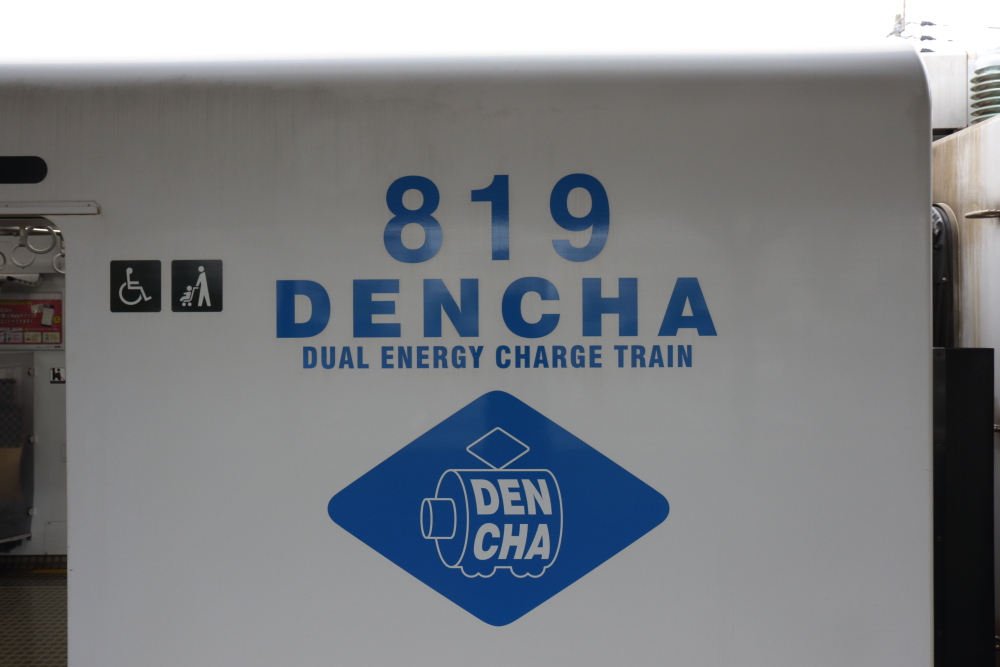 819
DENCHA
DUAL ENERGY CHARGE TRAIN
DEN
CHA